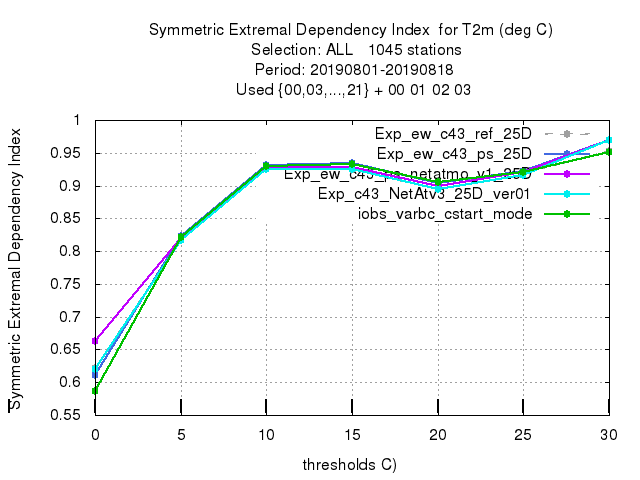 Symmetric Extremal Dependency Index for T2m (deg C)
Selection: ALL 1045 stations
Period: 20190801-20190818
Used {00,03,...,21} + 00 01 02 03
Symmetric Extremal Dependency Index
1
0.95
0.9
0.85
0.8
0.75
0.7
0.65
0.6
0.55
Exp_ew_c43_ref_25D
Exp_ew_c43_ps_25D
Exp_ew_c43_ps_netatmo_v1_25D
Exp_c43_NetAtv3_25D_ver01
iobs_varbc_cstart_mode
0 5 10 15 20 25 30
thresholds C)